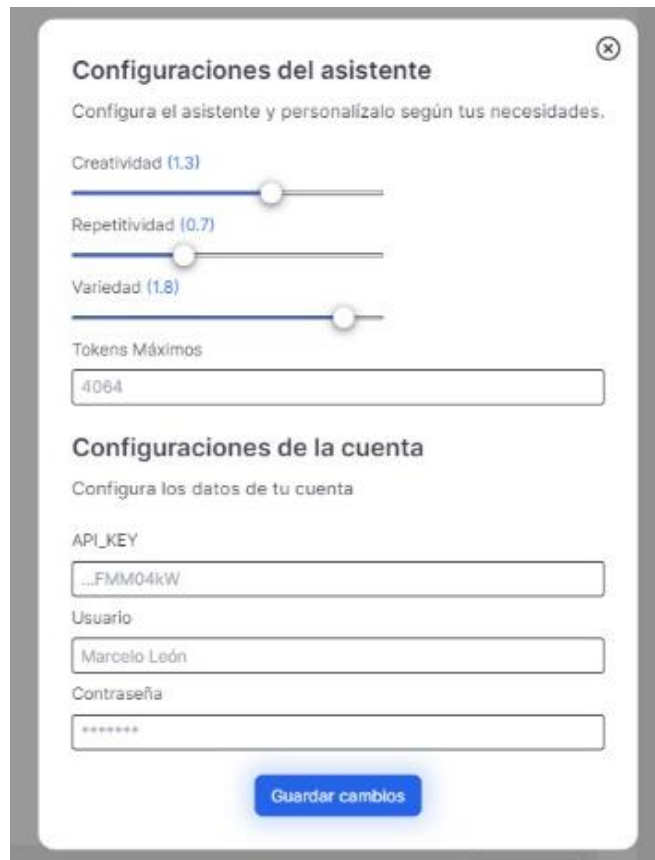 Configuraciones del asistente
Configura el asistente y personalízalo según tus necesidades.
Creatividad (1.3)
Repetitividad (0.7)
Variedad (1.8)
Tokens Máximos
4064
Configuraciones de la cuenta
Configura los datos de tu cuenta
API_KEY
...FMM04kW
Usuario
Marcelo León
Contraseña
*******
Guardar cambios